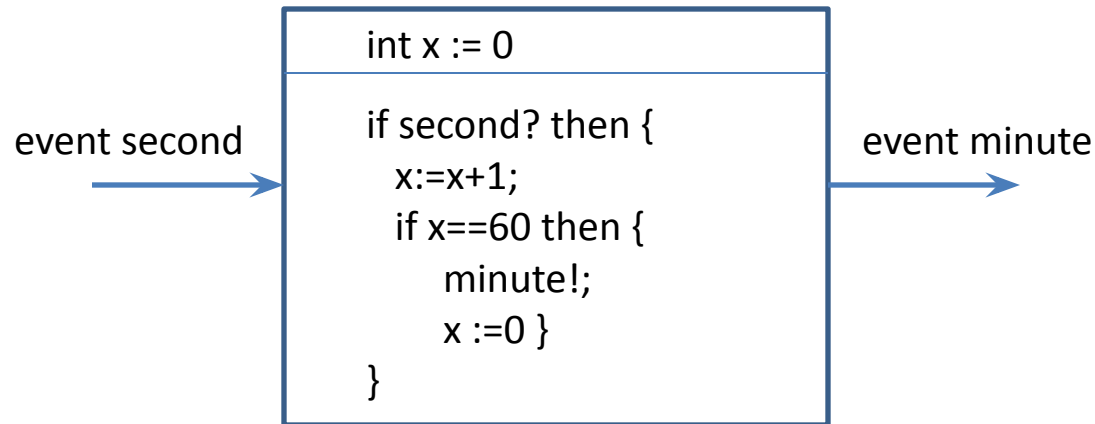 int x := 0
event second
if second? then {
x:=x+1;
if x==60 then {
minute!;
x :=0 }
}
event minute